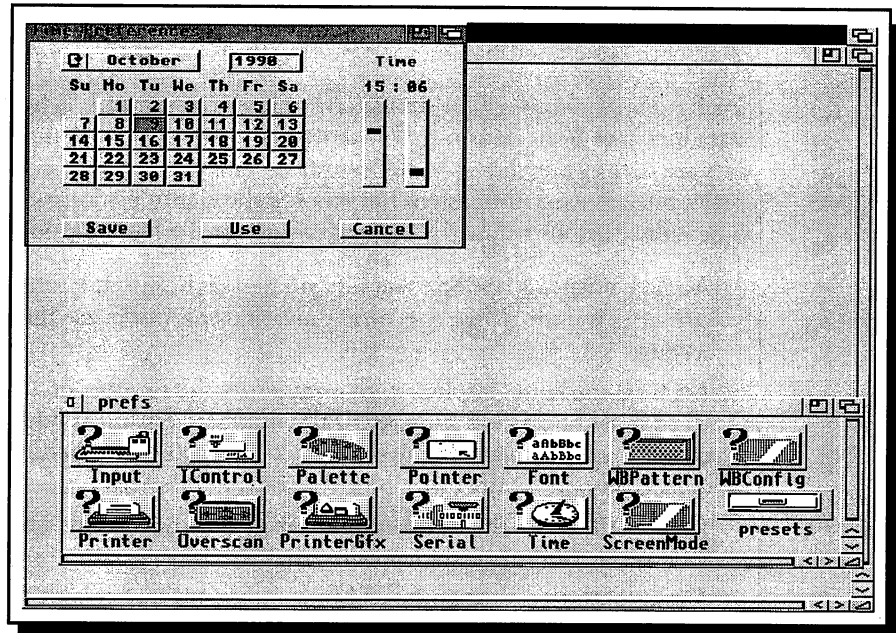 Time Preferences
October 1990 Time
Su Mo Tu We Th Fr Sa 15 : 06
1 2 3 4 5 6
7 8 9 10 11 12 13
14 15 16 17 18 19 20
21 22 23 24 25 26 27
28 29 30 31
Save Use Cancel
prefs
aAbBbc
aAbBbc
Input IControl Palette Pointer Font WBPattern WBConfig
Printer Overscan PrinterGfx Serial Time ScreenMode presets